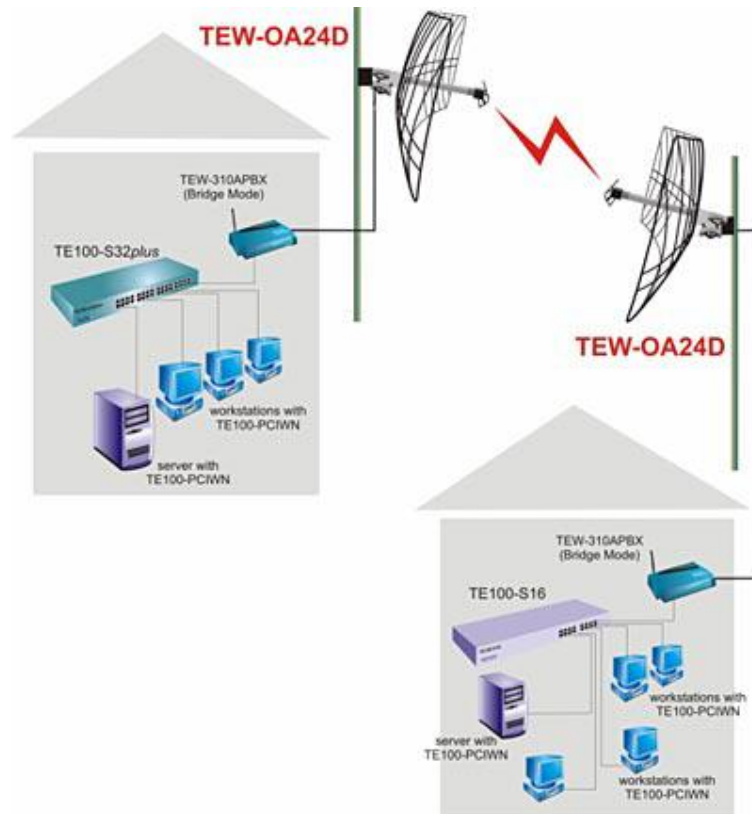 TEW-OA24D
TEW-310APBX
(Bridge Mode)
TE100-S32plus
workstations with
TE100-PCIWN
server with
TE100-PCIWN
TEW-OA24D
TEW-310APBX
(Bridge Mode)
TE100-S16
workstations with
TE100-PCIWN
server with
TE100-PCIWN
workstations with
TE100-PCIWN